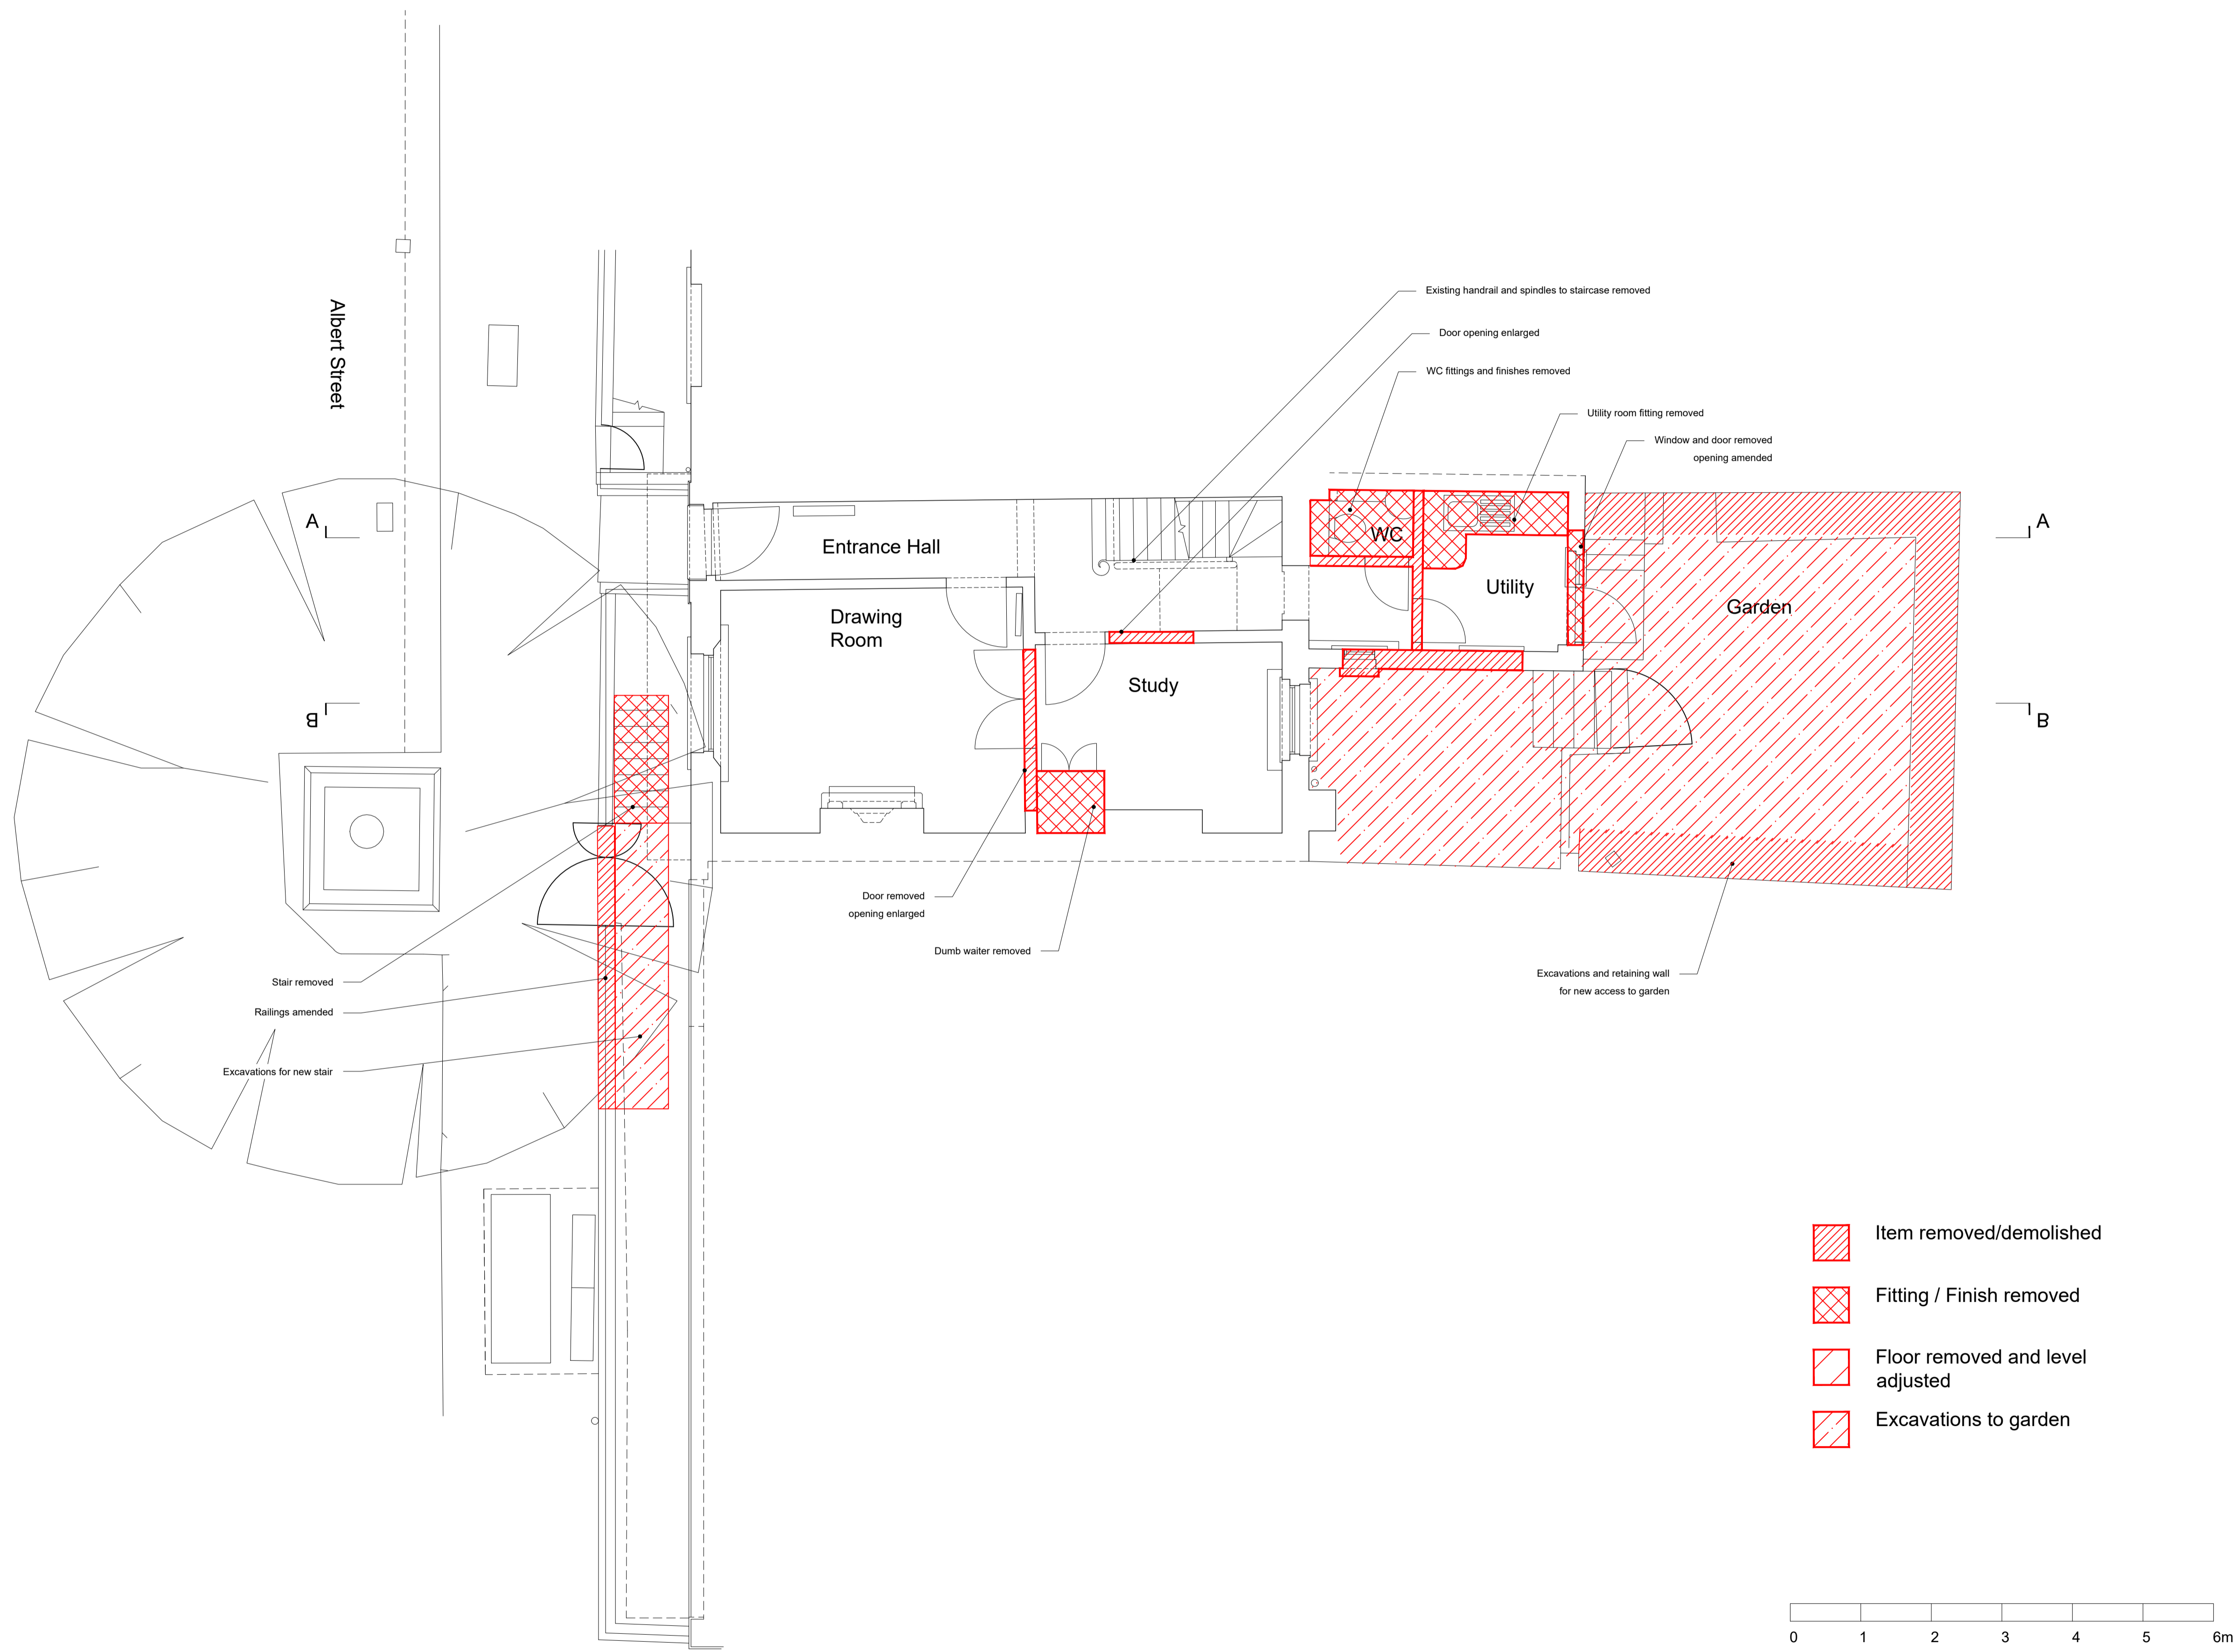 Albert Street
Existing handrail and spindles to staircase removed
Door opening enlarged
WC fittings and finishes removed
Utility room fitting removed
Window and door removed
opening amended
A
A
Entrance Hall
WC
Utility
Garden
Drawing
Room
Study
B
B
Door removed
opening enlarged
Dumb waiter removed
Excavations and retaining wall
for new access to garden
Stair removed
Railings amended
Excavations for new stair
Item removed/demolished
Fitting / Finish removed
Floor removed and level
adjusted
Excavations to garden
0 1 2 3 4 5 6m